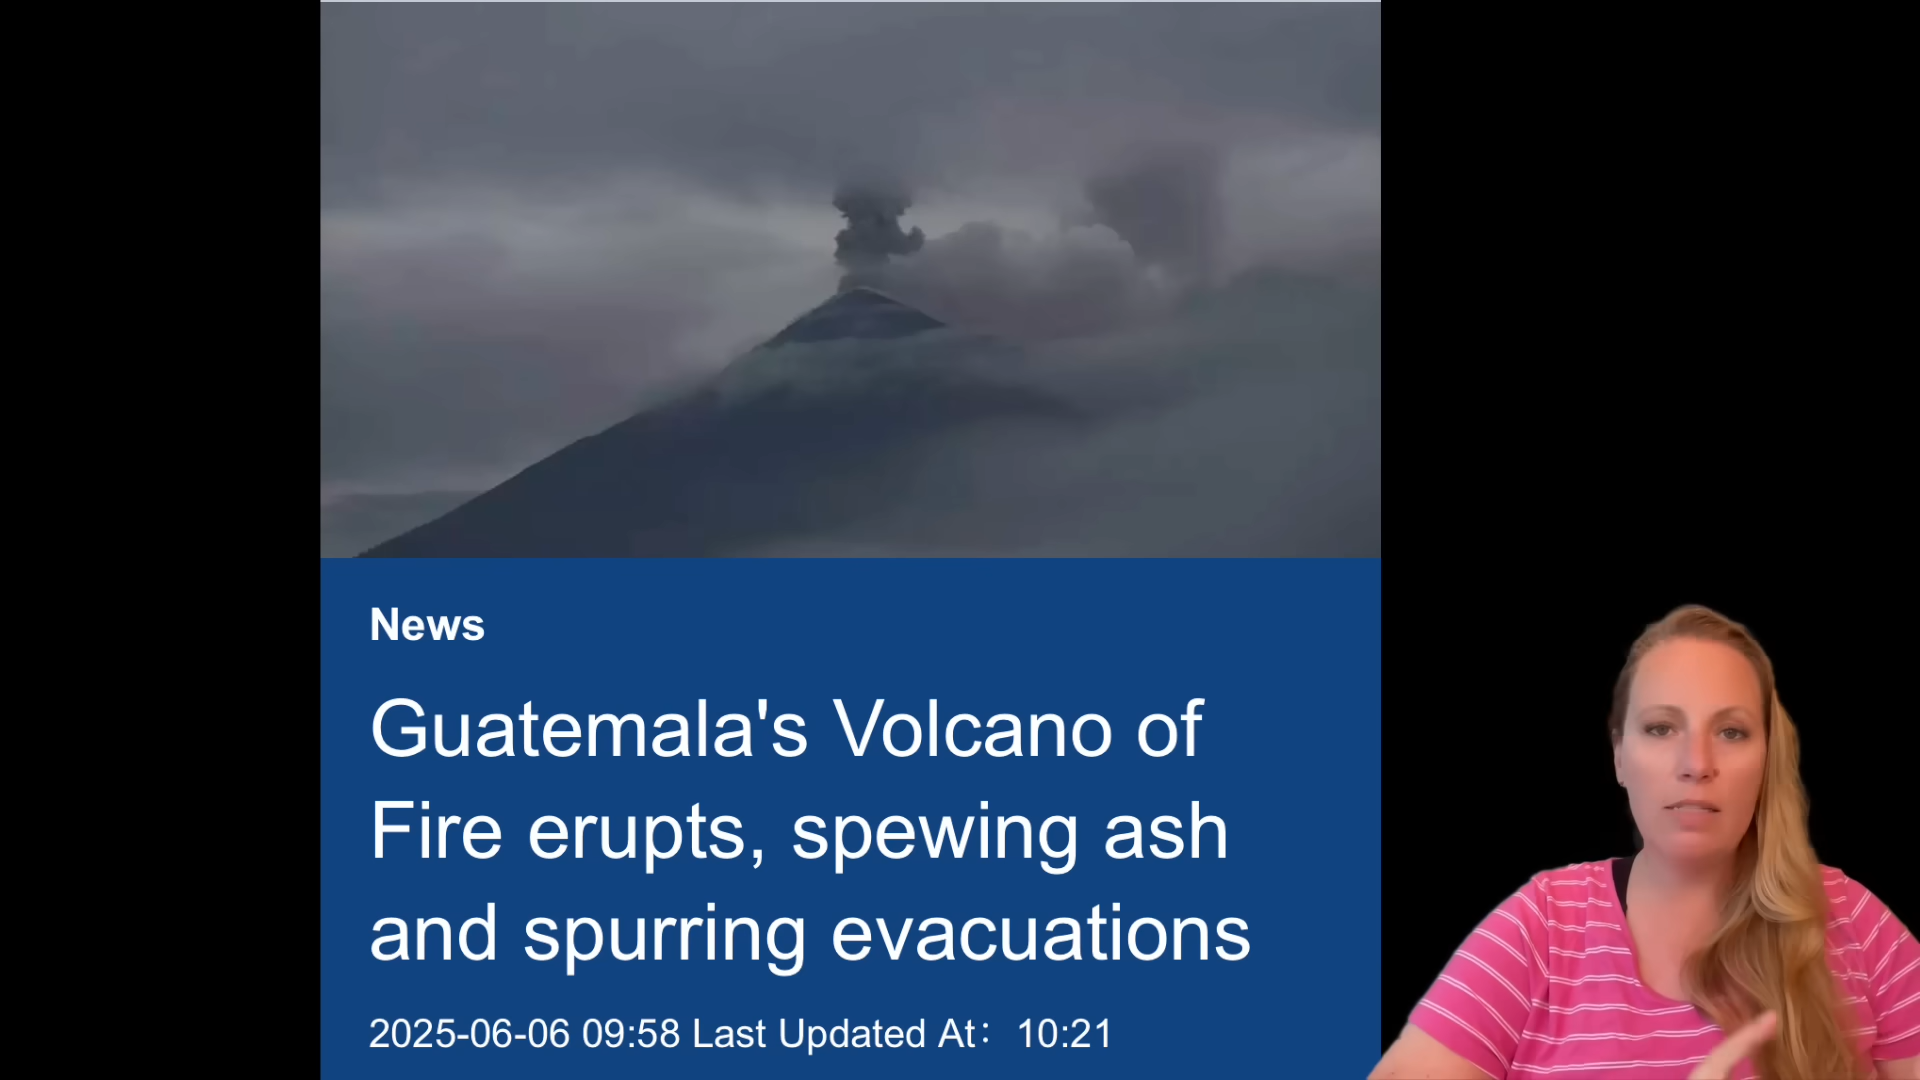 News
Guatemala's Volcano of
Fire erupts, spewing ash
and spurring evacuations
2025-06-06 09:58 Last Updated At：10:21